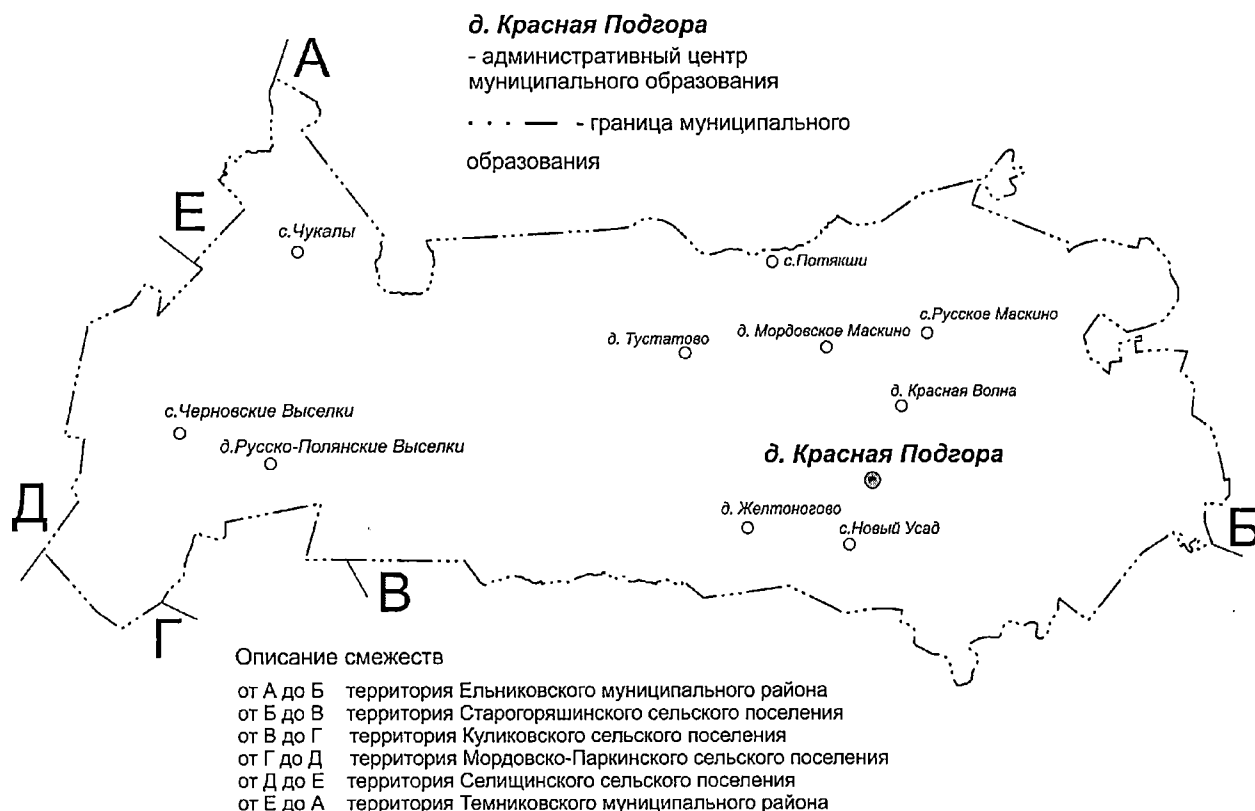 д. Красная Подгора
- административный центр
муниципального образования
- граница муниципального
образования
А
Е
с.Чукалы
с.Потякши
с.Русское Маскино
д. Мордовское Маскино
д. Тустатово
д. Красная Волна
с.Черновские Выселки
д.Русско-Полянские Выселки
д. Красная Подгора
Д
д. Желтоногово
с.Новый Усад
Б
В
Г
Описание смежеств
от А до Б территория Ельниковского муниципального района
от Б до В территория Старогоряшинского сельского поселения
от В до Г территория Куликовского сельского поселения
от Г до Д территория Мордовско-Паркинского сельского поселения
от Д до Е территория Селищинского сельского поселения
от Е до А территория Темниковского муниципального района